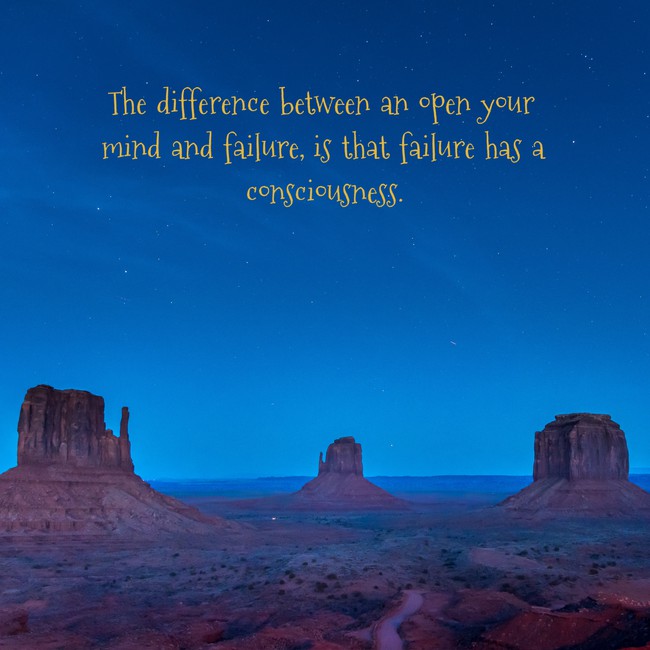 The difference between an open your
mind and failure, is that failure has a
consciousness.